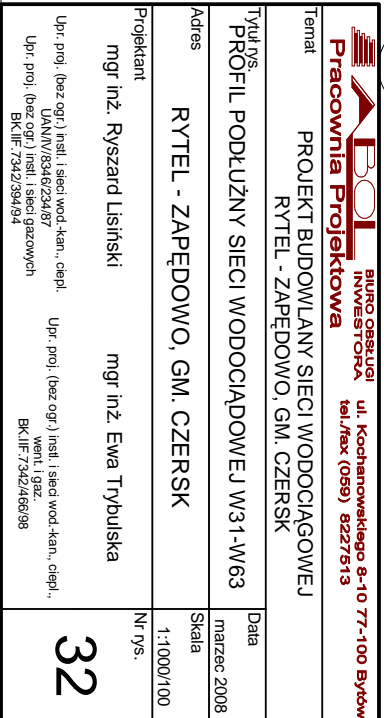 ABOL
BIURO OBSŁUGI
INWESTORA
ul. Kochanowskiego 8-10 77-100 Bytów
Pracownia Projektowa
tel./fax (059) 8227513
Temat
PROJEKT BUDOWLANY SIECI WODOCIĄGOWEJ
RYTEL - ZAPĘDOWO, GM. CZERSK
Tytuł rys.
PROFIL PODŁUŻNY SIECI WODOCIĄDOWEJ W31-W63
Data
marzec 2008
Adres
RYTEL - ZAPĘDOWO, GM. CZERSK
Skala
1:1000/100
Projektant
mgr inż. Ryszard Lisiński
mgr inż. Ewa Trybulska
Nr rys.
32
Upr. proj. (bez ogr.) instl. i sieci wod.-kan., ciepl.
UAN/IV/8346/234/87
Upr. proj. (bez ogr.) instl. i sieci gazowych
BK.IIF.7342/394/94
Upr. proj. (bez ogr.) instl. i sieci wod.-kan., ciepl.,
went. i gaz.
BK.IIF.7342/466/98